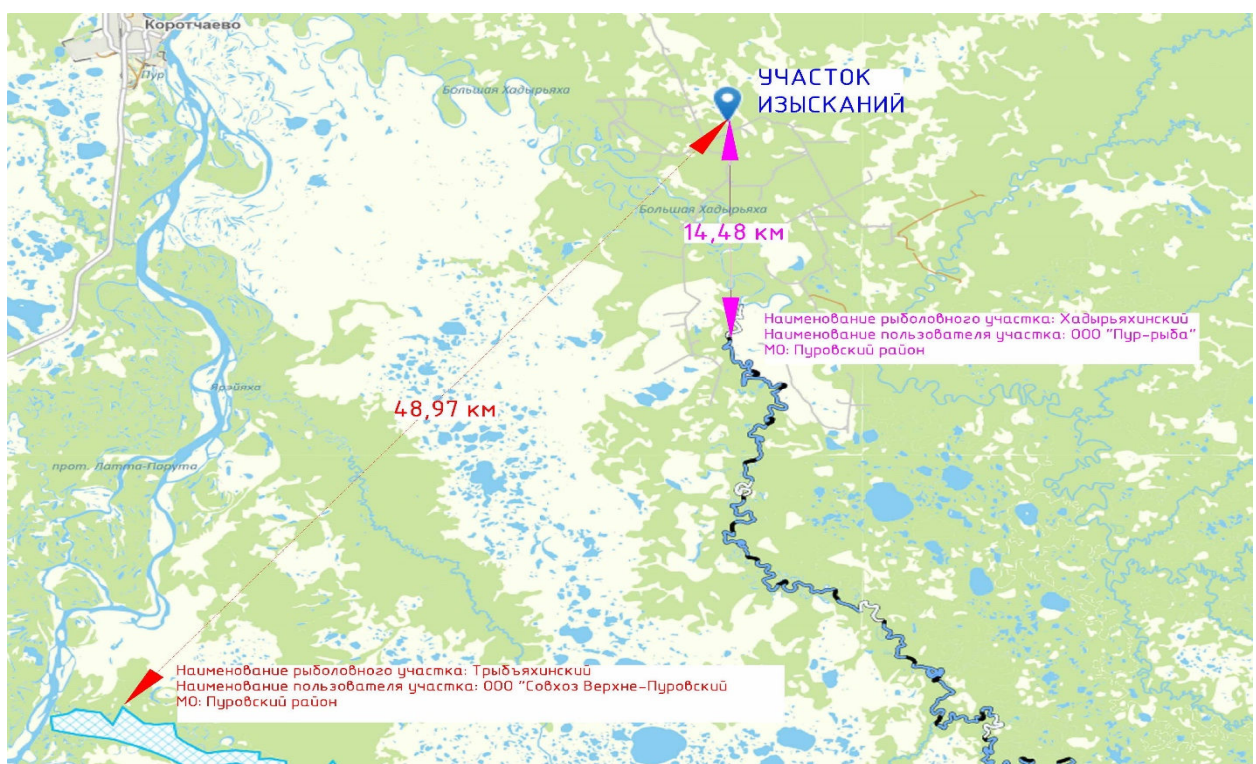 Коротчаево
Пур
Большая Хадырьяха
УЧАСТОК
ИЗЫСКАНИЙ
Большая Хадырьяха
14,48 км
Наименование рыболовного участка: Хадырьяхинский
Наименование пользователя участка: ООО "Пур-рыба"
МО: Пуровский район
Ярэйяха
48,97 км
прот. Латта-Парута
Наименование рыболовного участка: Трыбъяхинский
Наименование пользователя участка: ООО "Совхоз Верхне-Пуровский
МО: Пуровский район